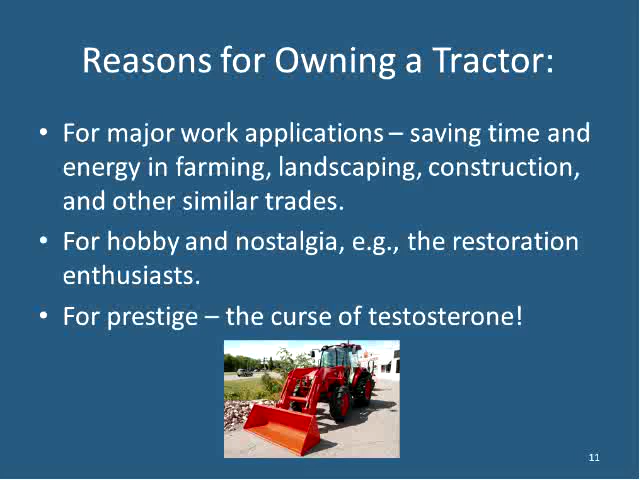 Reasons for Owning a Tractor:
• For major work applications – saving time and
energy in farming, landscaping, construction,
and other similar trades.
• For hobby and nostalgia, e.g., the restoration
enthusiasts.
• For prestige – the curse of testosterone!
11